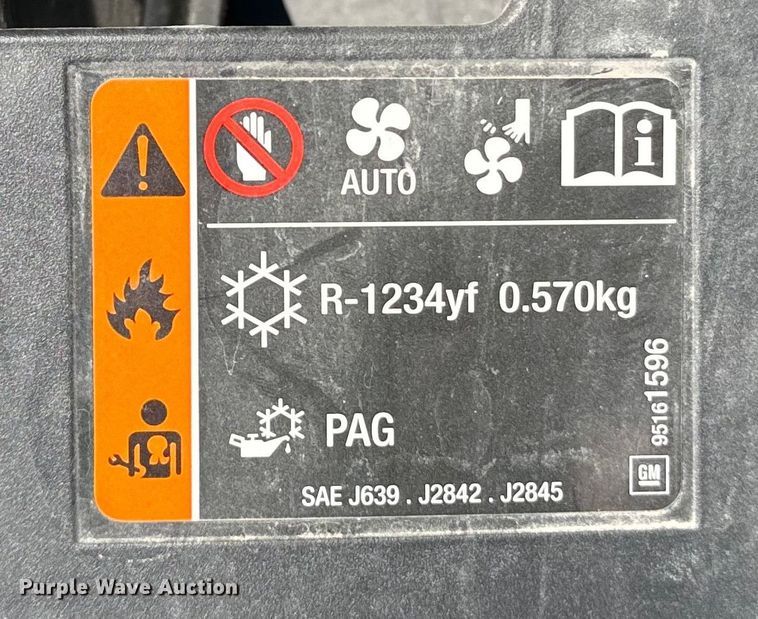 AUTO
i
R-1234yf 0.570kg
PAG
SAE J639 . J2842 . J2845
95161596
GM
Purple Wave Auction